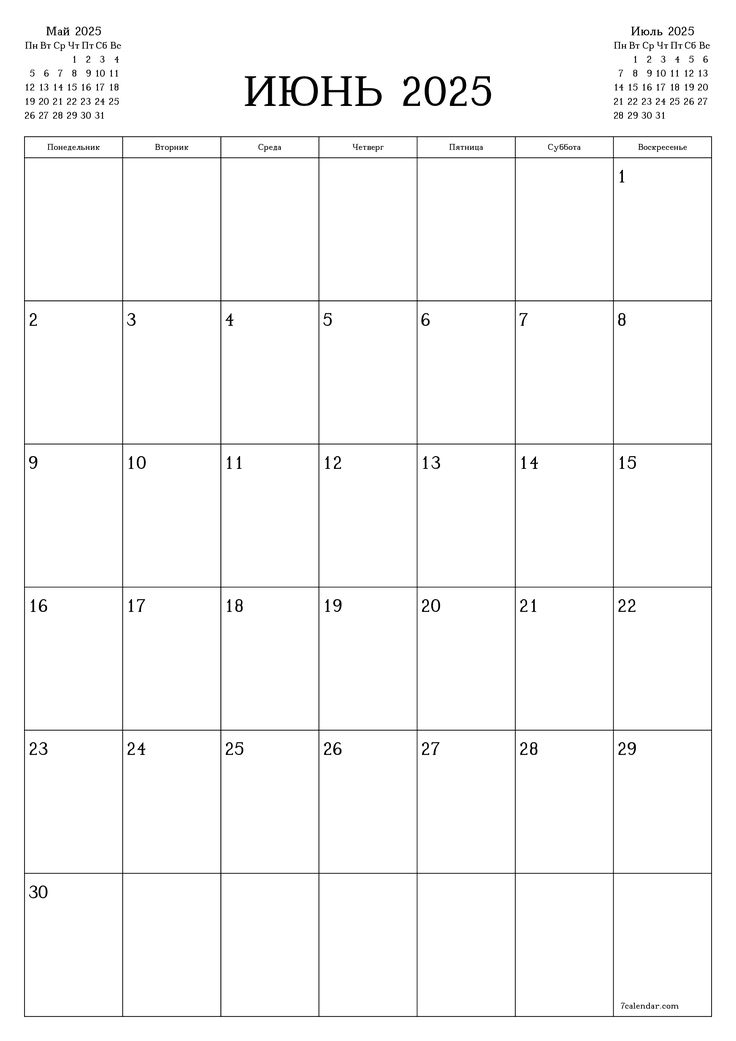 Май 2025
Пн Вт Ср Чт Пт Сб Вс
1 2 3 4
5 6 7 8 9 10 11
12 13 14 15 16 17 18
19 20 21 22 23 24 25
26 27 28 29 30 31
ИЮНЬ 2025
Июль 2025
Пн Вт Ср Чт Пт Сб Вс
1 2 3 4 5 6
7 8 9 10 11 12 13
14 15 16 17 18 19 20
21 22 23 24 25 26 27
28 29 30 31
Понедельник Вторник Среда Четверг Пятница Суббота Воскресенье
1
2 3 4 5 6 7 8
9 10 11 12 13 14 15
16 17 18 19 20 21 22
23 24 25 26 27 28 29
30
7calendar.com